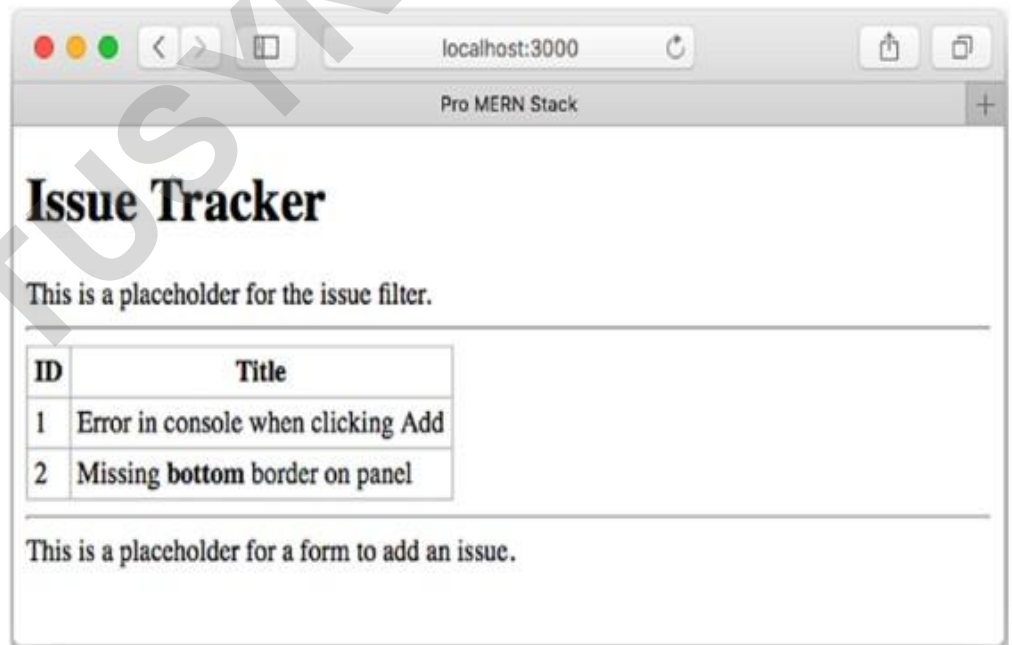 localhost:3000
Pro MERN Stack
Issue Tracker
This is a placeholder for the issue filter.
ID Title
1 Error in console when clicking Add
2 Missing bottom border on panel
This is a placeholder for a form to add an issue.
TUSYN